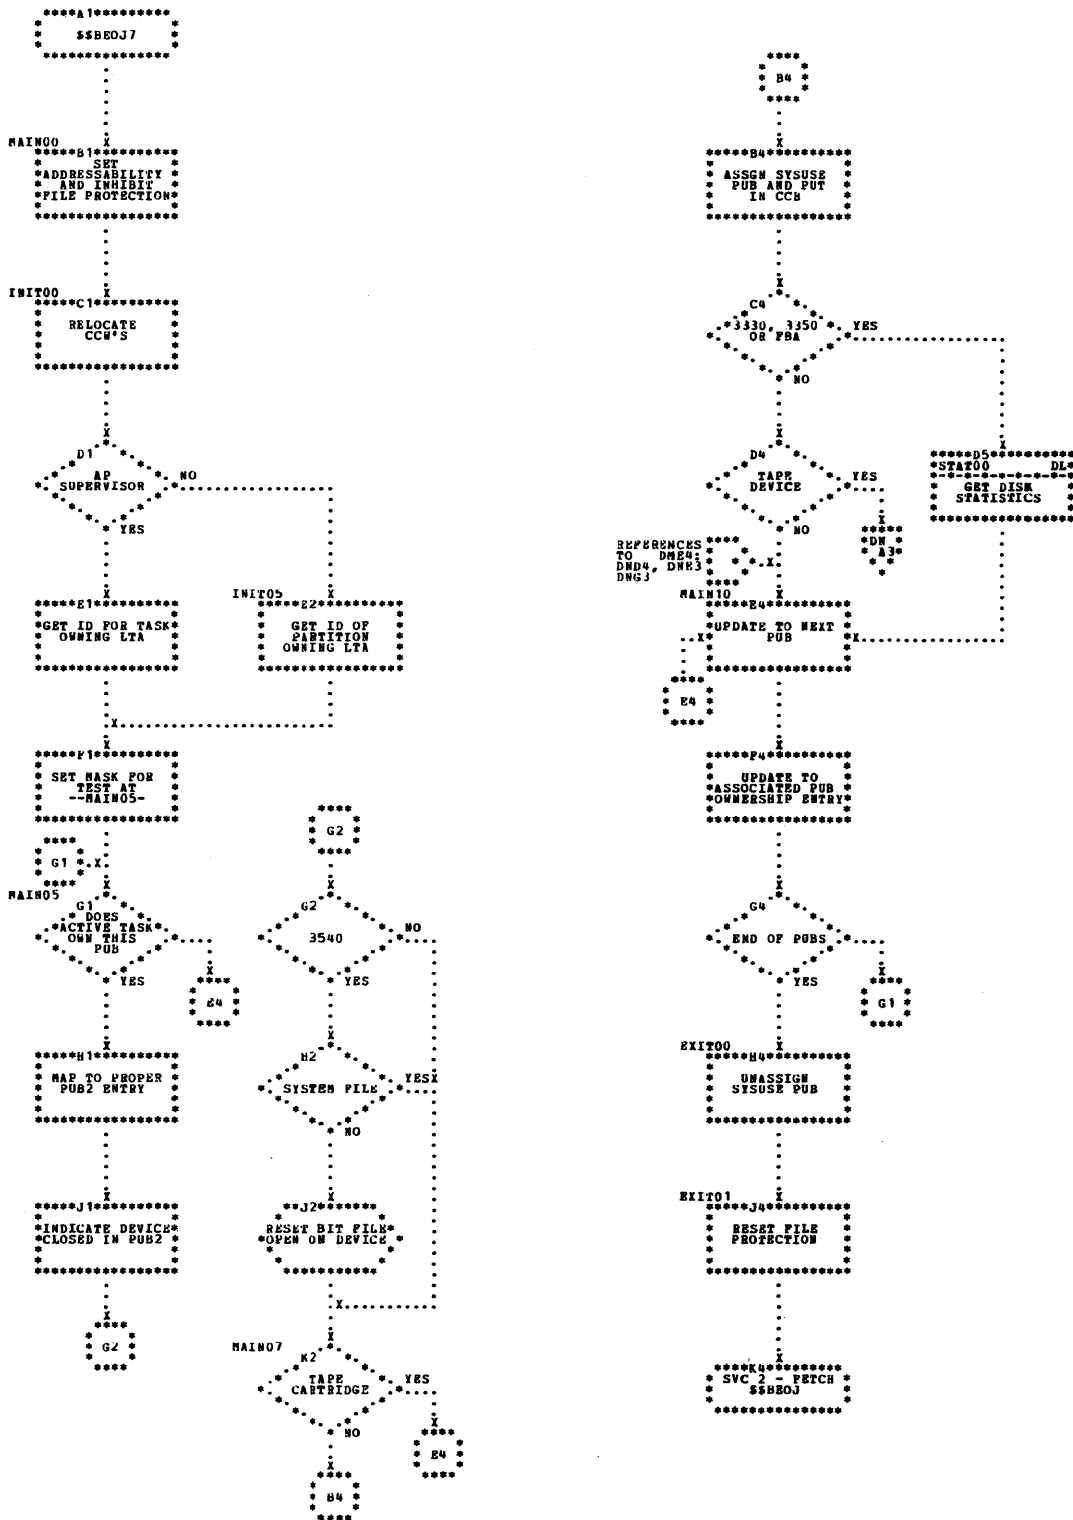 A1
$$BEOJ7
MAIN00
B1
SET
ADDRESSABILITY
AND INHIBIT
FILE PROTECTION
INIT00
C1
RELOCATE
CCW'S
D1
AP
SUPERVISOR
NO
YES
E1
GET ID FOR TASK
OWNING LTA
INIT05
E2
GET ID OF
PARTITION
OWNING LTA
F1
SET MASK FOR
TEST AT
--MAIN05-
G1
MAIN05
G1
DOES
ACTIVE TASK
OWN THIS
PUB
YES
E4
H1
MAP TO PROPER
PUB2 ENTRY
J1
INDICATE DEVICE
CLOSED IN PUB2
G2
G2
G2
3540
NO
YES
H2
SYSTEM FILE
YES
NO
J2
RESET BIT FILE
OPEN ON DEVICE
MAIN07
K2
TAPE
CARTRIDGE
YES
NO
E4
B4
B4
B4
ASSGN SYSUSE
PUB AND PUT
IN CCB
C4
3330, 3350
OR FBA
YES
NO
D4
TAPE
DEVICE
YES
NO
DN
A3
D5
STAT00 DL
GET DISK
STATISTICS
REFERENCES
TO DME4:
DND4, DNE3
DNG3
MAIN10
E4
UPDATE TO NEXT
PUB
E4
F4
UPDATE TO
ASSOCIATED PUB
OWNERSHIP ENTRY
G4
END OF PUBS
YES
G1
EXIT00
H4
UNASSIGN
SYSUSE PUB
EXIT01
J4
RESET FILE
PROTECTION
K4
SVC 2 - FETCH
$$BEOJ